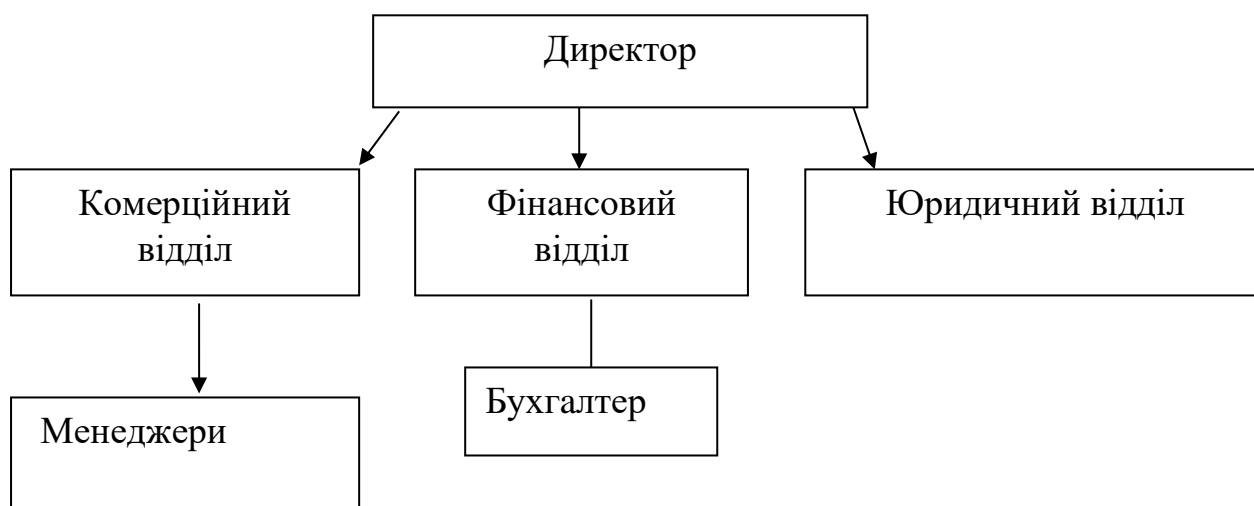 Директор
Комерційний
відділ
Фінансовий
відділ
Юридичний відділ
Менеджери
Бухгалтер